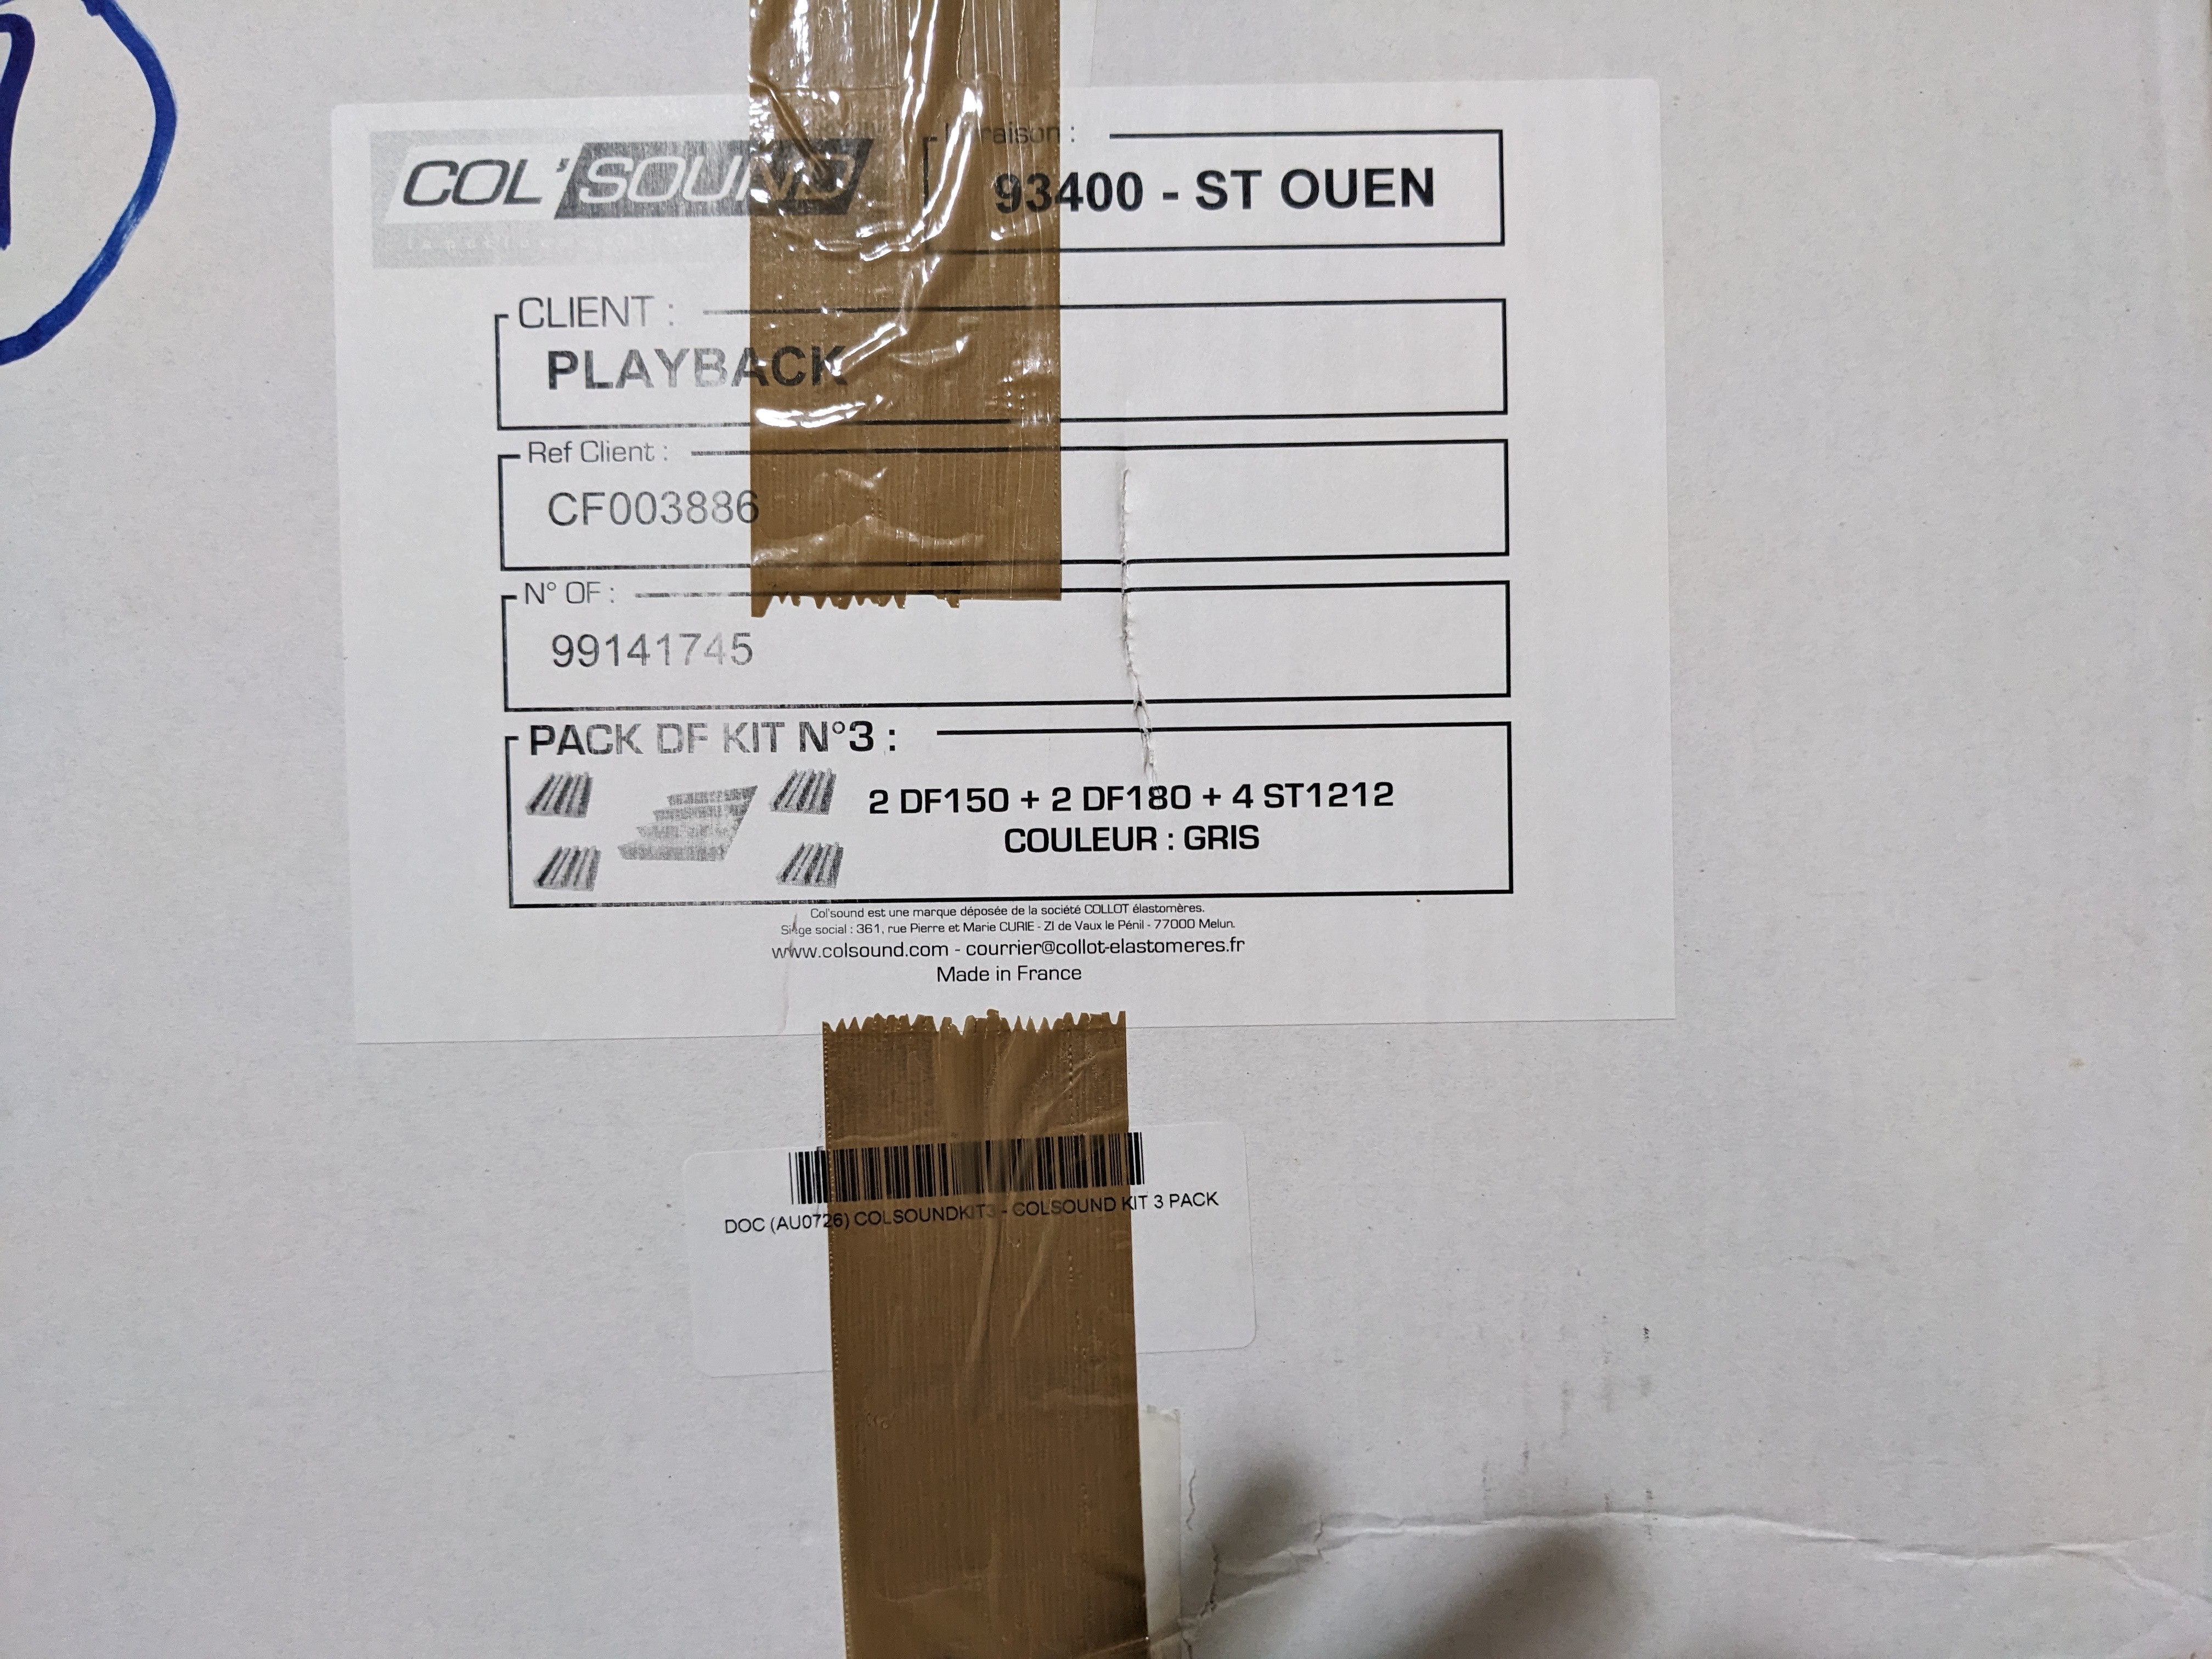 COL'SOUND
Livraison :
93400 - ST OUEN
CLIENT :
PLAYBACK
Ref Client :
CF003886
N° OF :
99141745
PACK DF KIT N°3 :
2 DF150 + 2 DF180 + 4 ST1212
COULEUR : GRIS
Col'sound est une marque déposée de la société COLLOT élastomères.
Siège social : 361, rue Pierre et Marie CURIE - ZI de Vaux le Pénil - 77000 Melun.
www.colsound.com - courrier@collot-elastomeres.fr
Made in France
DOC (AU0726) COLSOUNDKIT3 - COLSOUND KIT 3 PACK